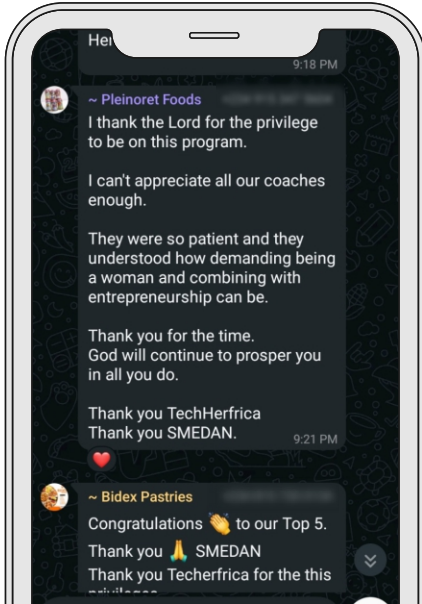 Her
9:18 PM
~ Pleinoret Foods
I thank the Lord for the privilege
to be on this program.
I can't appreciate all our coaches
enough.
They were so patient and they
understood how demanding being
a woman and combining with
entrepreneurship can be.
Thank you for the time.
God will continue to prosper you
in all you do.
Thank you TechHerfrica
Thank you SMEDAN.
9:21 PM
~ Bidex Pastries
Congratulations 👏 to our Top 5.
Thank you 🙏 SMEDAN
Thank you Techerfrica for the this